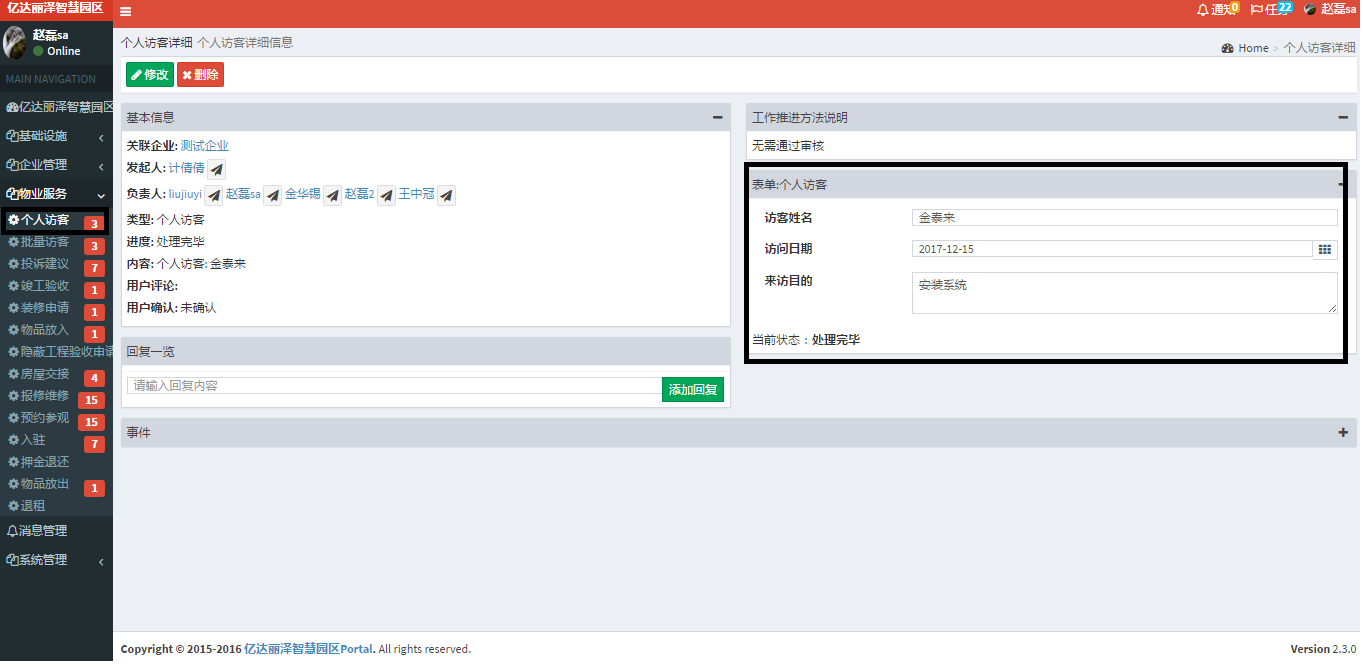 亿达丽泽智慧园区
通知 0
任务 22
赵磊sa
赵磊sa
Online
MAIN NAVIGATION
亿达丽泽智慧园区
基础设施
企业管理
物业服务
个人访客 3
批量访客 3
投诉建议 7
竣工验收 1
装修申请 1
物品放入 1
隐蔽工程验收申请
房屋交接 4
报修维修 15
预约参观 15
入驻 7
押金退还
物品放出 1
退租
消息管理
系统管理
个人访客详细 个人访客详细信息
Home > 个人访客详细
修改 删除
基本信息
关联企业: 测试企业
发起人: 计倩倩
负责人: liujiuyi 赵磊sa 金华锡 赵磊2 王中冠
类型: 个人访客
进度: 处理完毕
内容: 个人访客: 金泰来
用户评论:
用户确认: 未确认
回复一览
请输入回复内容 添加回复
工作推进方法说明
无需通过审核
表单:个人访客
访客姓名 金泰来
访问日期 2017-12-15
来访目的 安装系统
当前状态：处理完毕
事件
Copyright © 2015-2016 亿达丽泽智慧园区Portal. All rights reserved.
Version 2.3.0